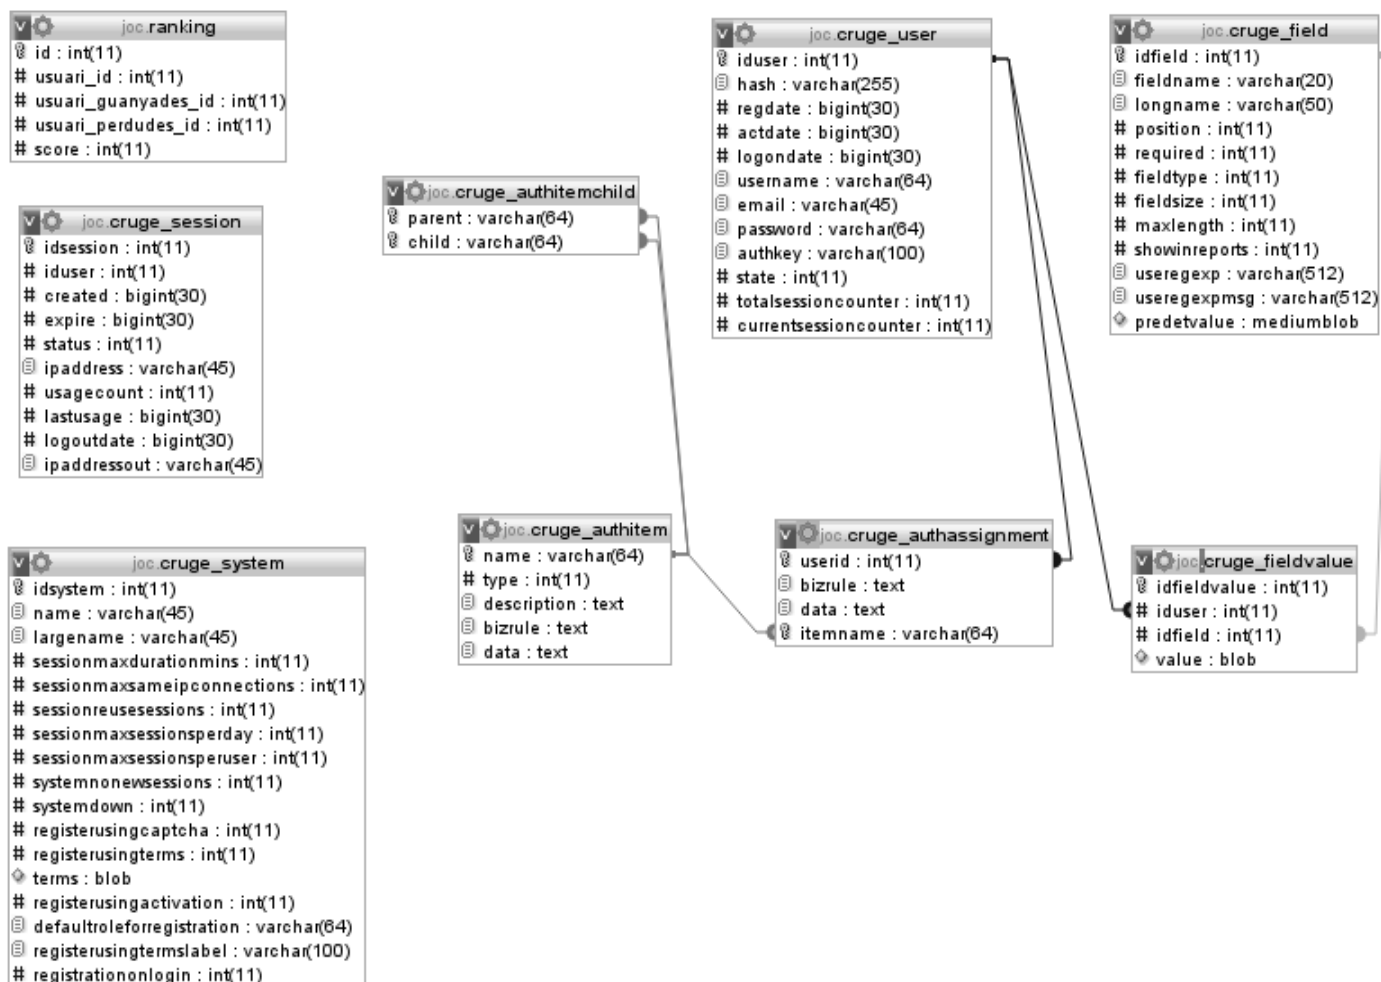 joc.ranking
id : int(11)
# usuari_id : int(11)
# usuari_guanyades_id : int(11)
# usuari_perdudes_id : int(11)
# score : int(11)
joc.cruge_session
idsession : int(11)
# iduser : int(11)
# created : bigint(30)
# expire : bigint(30)
# status : int(11)
ipaddress : varchar(45)
# usagecount : int(11)
# lastusage : bigint(30)
# logoutdate : bigint(30)
ipaddressout : varchar(45)
joc.cruge_system
idsystem : int(11)
name : varchar(45)
largename : varchar(45)
# sessionmaxdurationmins : int(11)
# sessionmaxsameipconnections : int(11)
# sessionreusesessions : int(11)
# sessionmaxsessionsperday : int(11)
# sessionmaxsessionsperuser : int(11)
# systemnonewsessions : int(11)
# systemdown : int(11)
# registerusingcaptcha : int(11)
# registerusingterms : int(11)
terms : blob
# registerusingactivation : int(11)
defaultroleforregistration : varchar(64)
registerusingtermslabel : varchar(100)
# registrationonlogin : int(11)
joc.cruge_authitemchild
parent : varchar(64)
child : varchar(64)
joc.cruge_authitem
name : varchar(64)
# type : int(11)
description : text
bizrule : text
data : text
joc.cruge_user
iduser : int(11)
hash : varchar(255)
# regdate : bigint(30)
# actdate : bigint(30)
# logondate : bigint(30)
username : varchar(64)
email : varchar(45)
password : varchar(64)
authkey : varchar(100)
# state : int(11)
# totalsessioncounter : int(11)
# currentsessioncounter : int(11)
joc.cruge_authassignment
userid : int(11)
bizrule : text
data : text
itemname : varchar(64)
joc.cruge_field
idfield : int(11)
fieldname : varchar(20)
longname : varchar(50)
# position : int(11)
# required : int(11)
# fieldtype : int(11)
# fieldsize : int(11)
# maxlength : int(11)
# showinreports : int(11)
useregexp : varchar(512)
useregexpmsg : varchar(512)
predetvalue : mediumblob
joc.cruge_fieldvalue
idfieldvalue : int(11)
# iduser : int(11)
# idfield : int(11)
value : blob